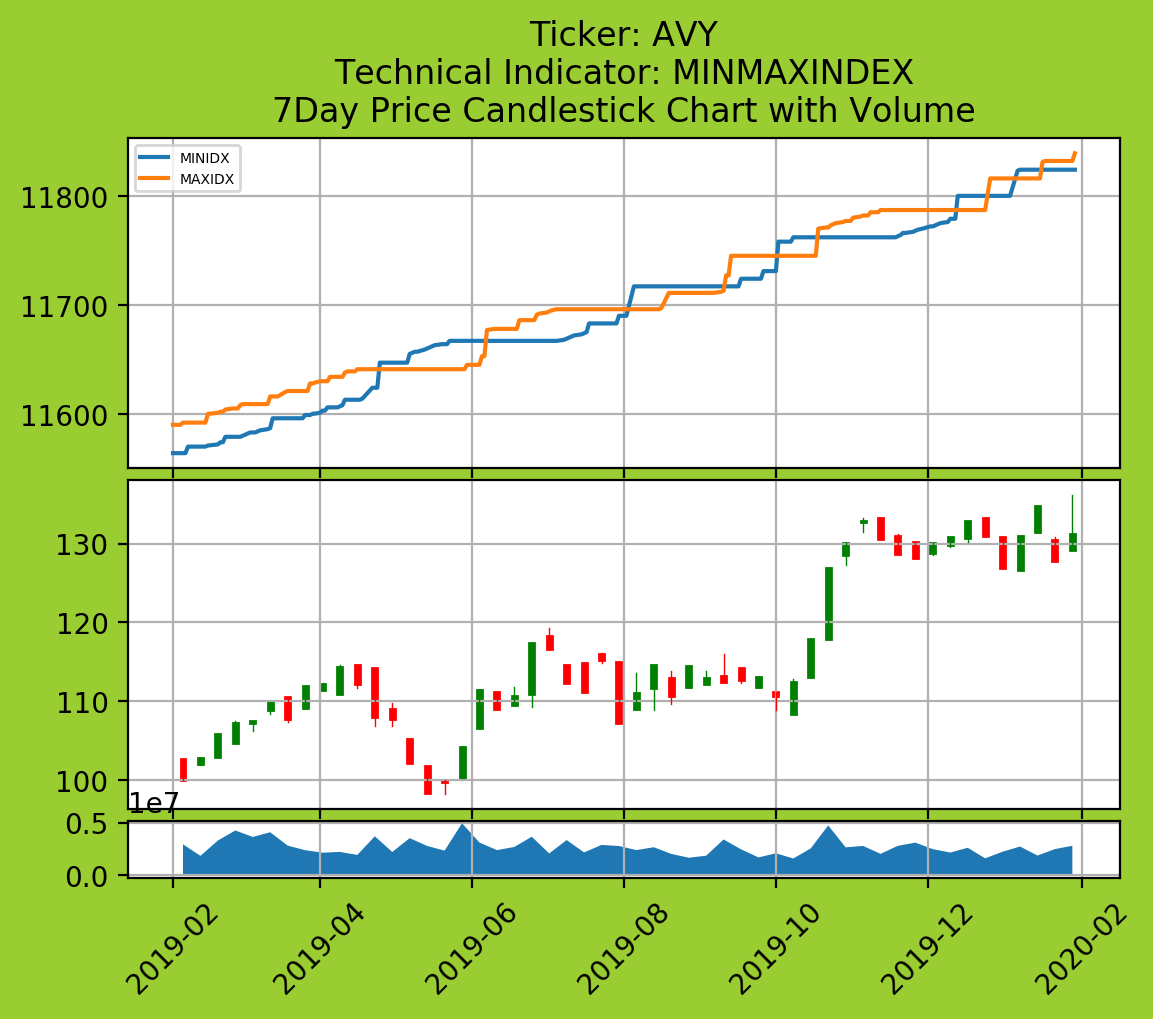 Ticker: AVY
Technical Indicator: MINMAXINDEX
7Day Price Candlestick Chart with Volume
MINIDX
MAXIDX
11800
11700
11600
130
120
110
100
1e7
0.5
0.0
2019-02
2019-04
2019-06
2019-08
2019-10
2019-12
2020-02